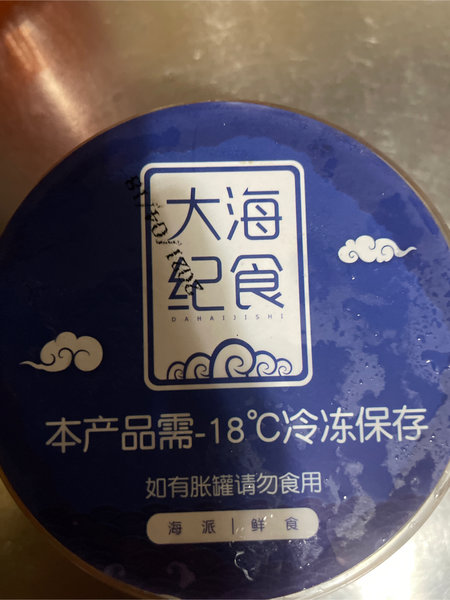 大海
纪食
DAHAIJISHI
本产品需-18℃冷冻保存
如有胀罐请勿食用
海派|鲜食